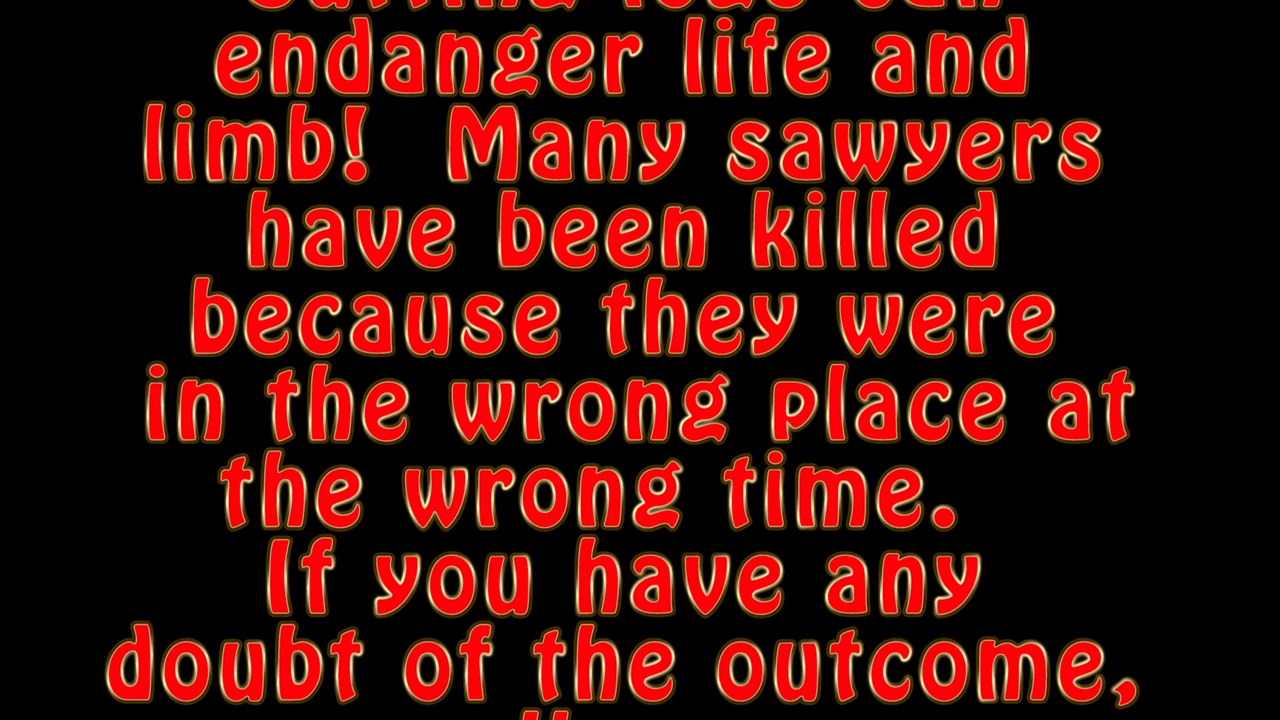 endanger life and
limb!  Many sawyers
have been killed
because they were
in the wrong place at
the wrong time.
If you have any
doubt of the outcome,